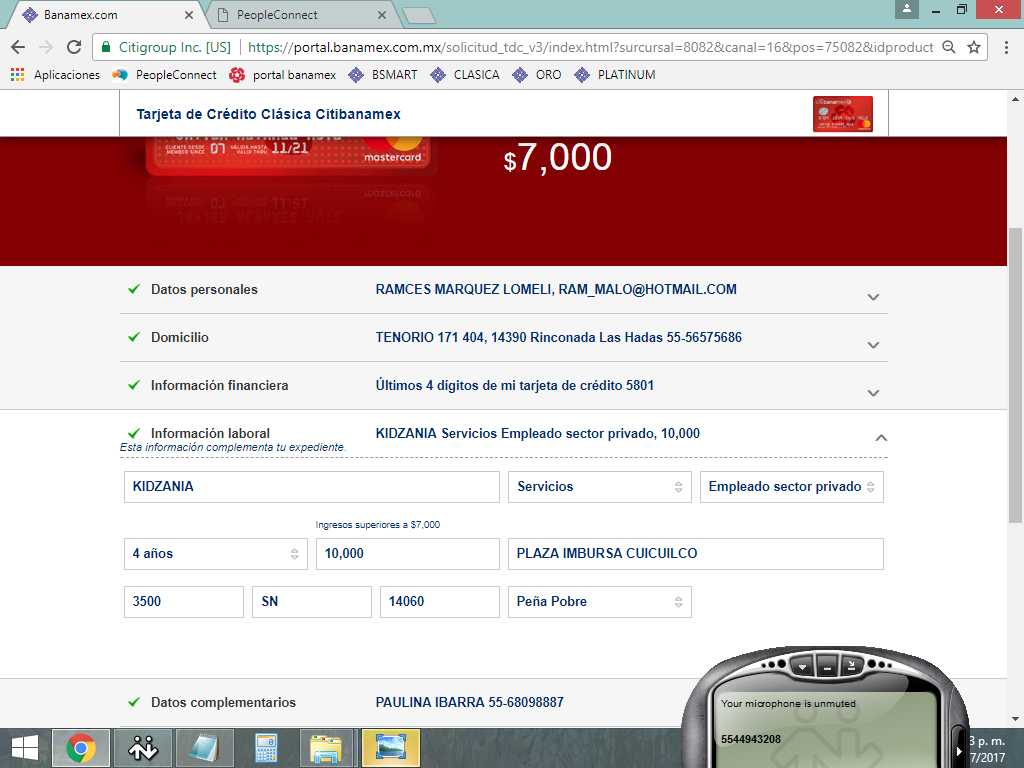 Banamex.com
PeopleConnect
Citigroup Inc. [US]
https://portal.banamex.com.mx/solicitud_tdc_v3/index.html?surcursal=8082&canal=16&pos=75082&idproduct
Aplicaciones PeopleConnect portal banamex BSMART CLASICA ORO PLATINUM
Tarjeta de Crédito Clásica Citibanamex
CLIENTE DESDE MEMBER SINCE 07 VÁLIDA HASTA VALID THRU 11/21
mastercard
$7,000
Datos personales RAMCES MARQUEZ LOMELI, RAM_MALO@HOTMAIL.COM
Domicilio TENORIO 171 404, 14390 Rinconada Las Hadas 55-56575686
Información financiera Últimos 4 dígitos de mi tarjeta de crédito 5801
Información laboral KIDZANIA Servicios Empleado sector privado, 10,000
Esta información complementa tu expediente.
KIDZANIA Servicios Empleado sector privado
Ingresos superiores a $7,000
4 años 10,000 PLAZA IMBURSA CUICUILCO
3500 SN 14060 Peña Pobre
Datos complementarios PAULINA IBARRA 55-68098887
Your microphone is unmuted
5544943208
3 p. m.
7/2017